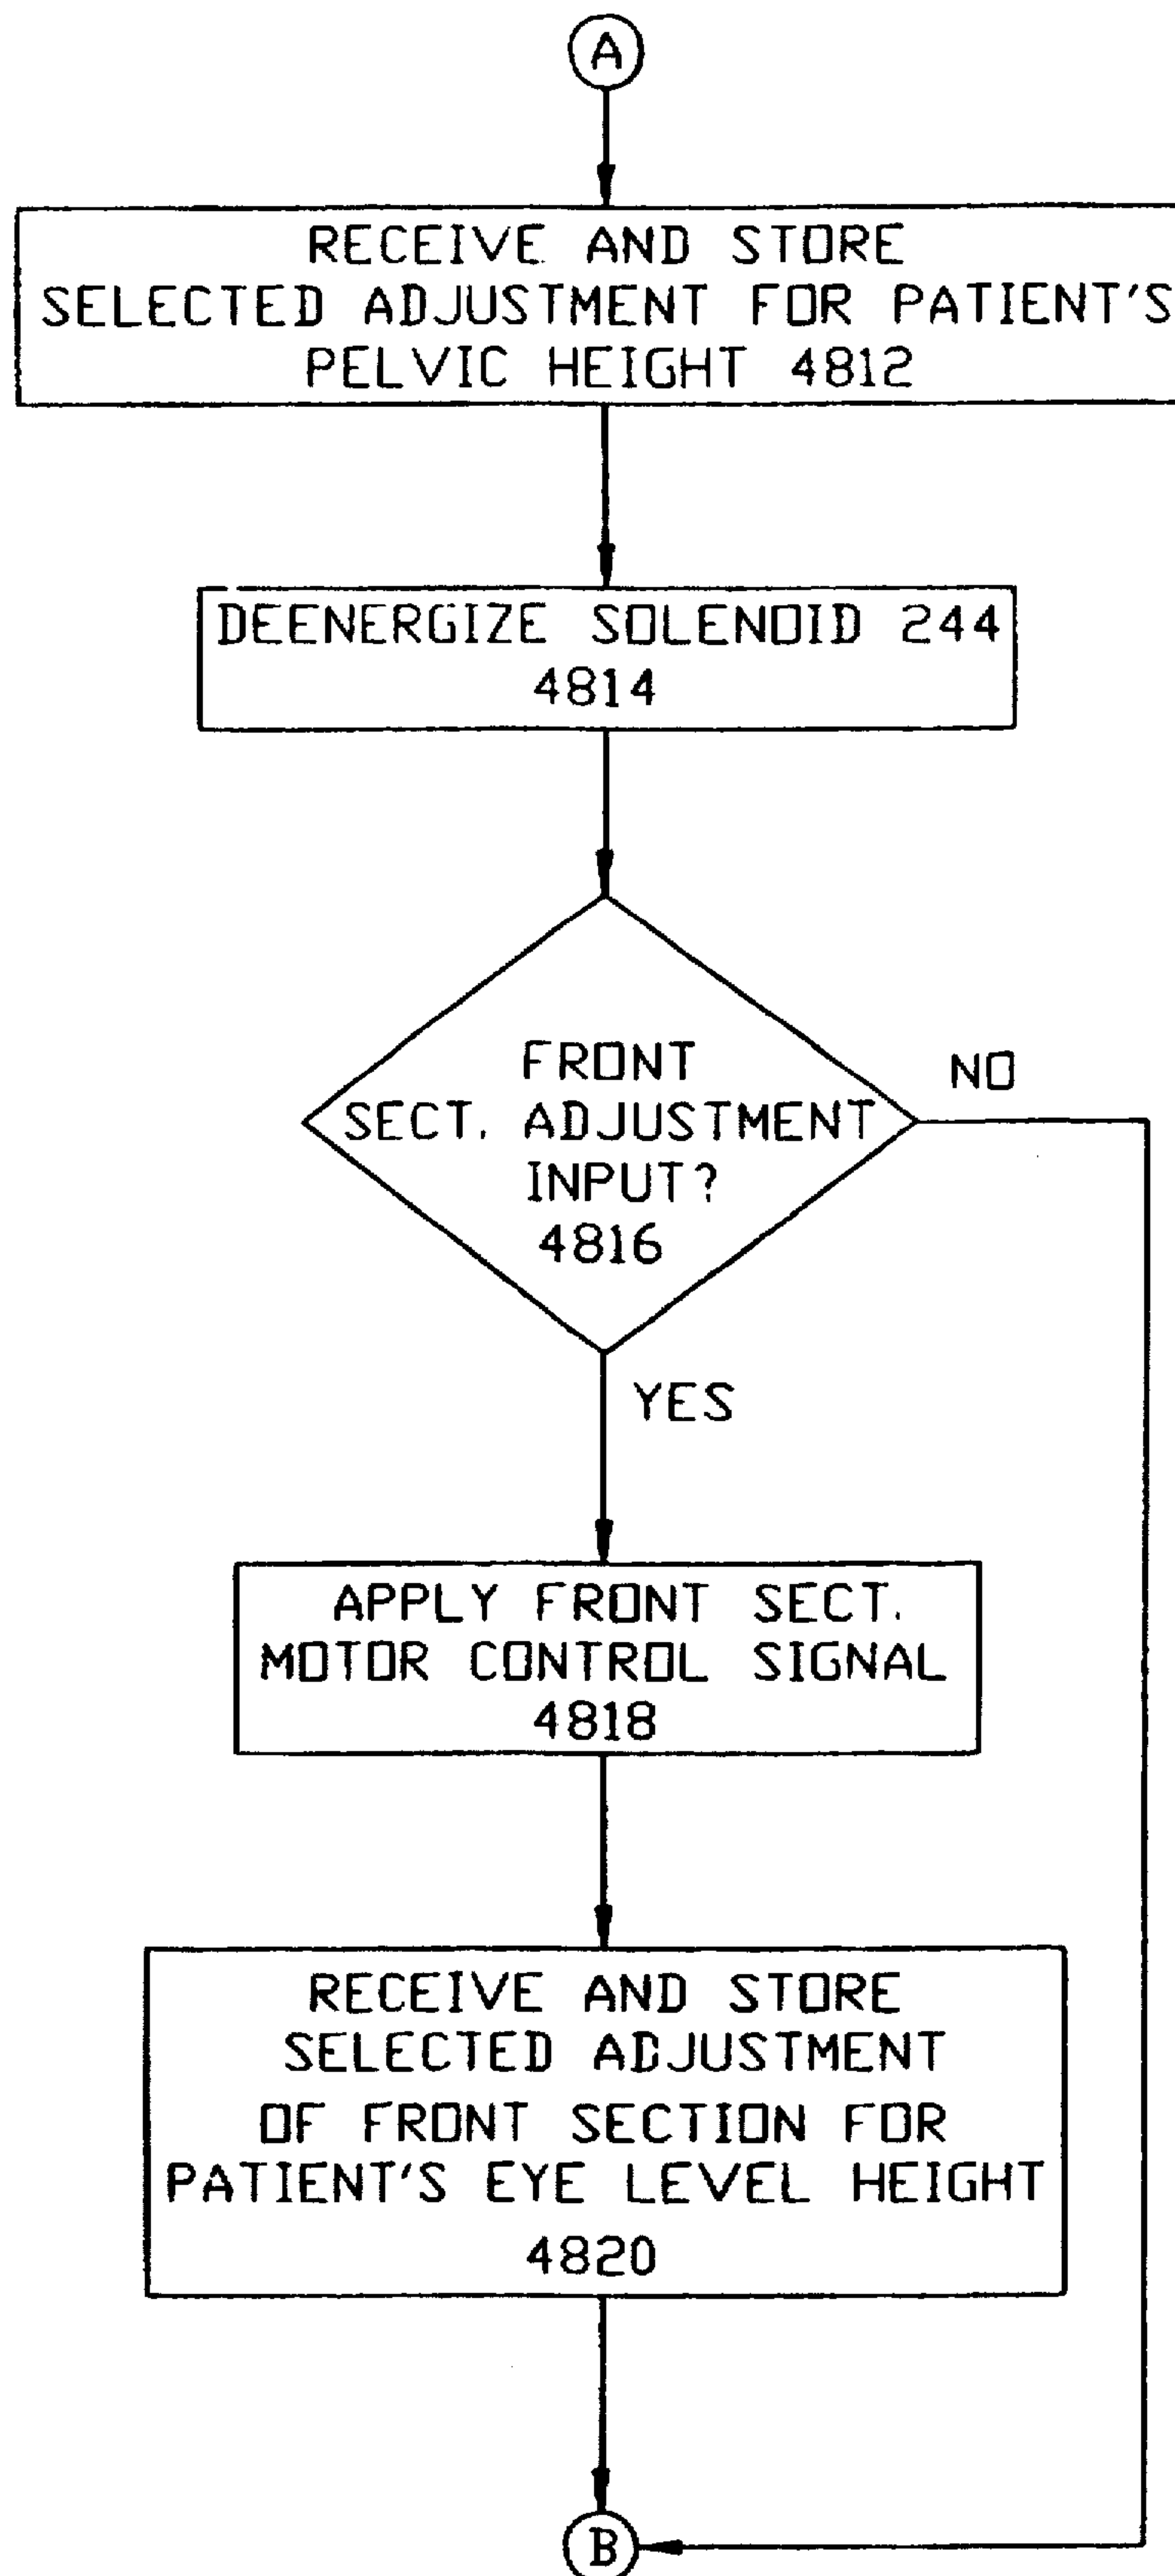 A
RECEIVE AND STORE
SELECTED ADJUSTMENT FOR PATIENT'S
PELVIC HEIGHT 4812
DEENERGIZE SOLENOID 244
4814
FRONT
SECT. ADJUSTMENT
INPUT?
4816
NO
YES
APPLY FRONT SECT.
MOTOR CONTROL SIGNAL
4818
RECEIVE AND STORE
SELECTED ADJUSTMENT
OF FRONT SECTION FOR
PATIENT'S EYE LEVEL HEIGHT
4820
B